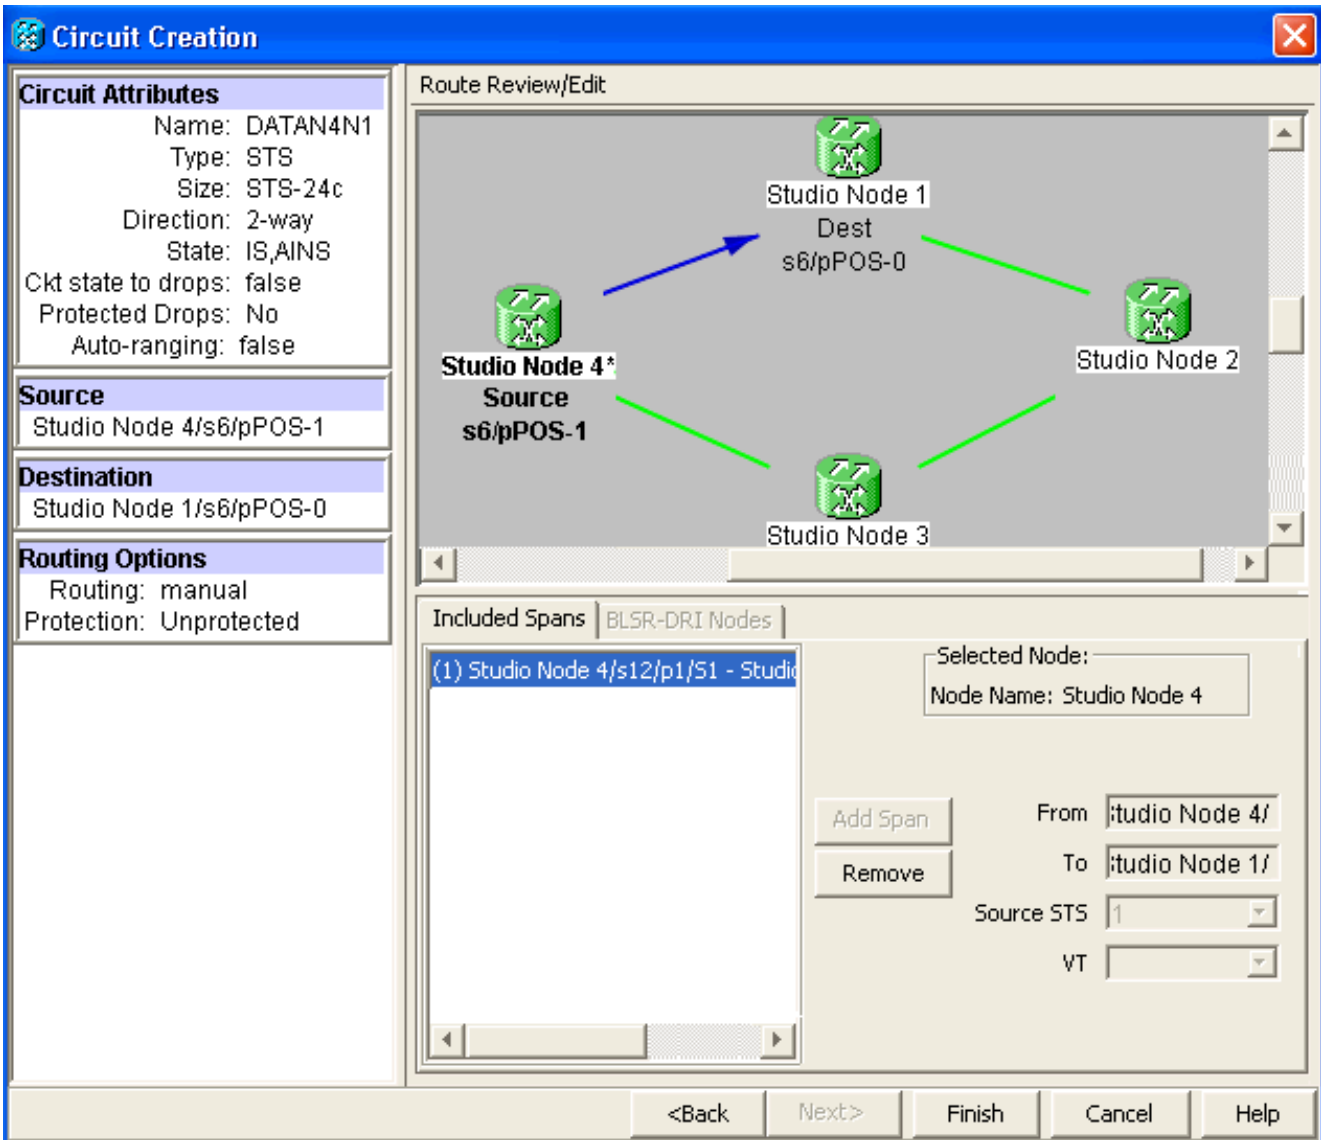 Circuit Creation
Circuit Attributes
Name: DATAN4N1
Type: STS
Size: STS-24c
Direction: 2-way
State: IS,AINS
Ckt state to drops: false
Protected Drops: No
Auto-ranging: false
Source
Studio Node 4/s6/pPOS-1
Destination
Studio Node 1/s6/pPOS-0
Routing Options
Routing: manual
Protection: Unprotected
Route Review/Edit
Studio Node 1
Dest
s6/pPOS-0
Studio Node 2
Studio Node 4*
Source
s6/pPOS-1
Studio Node 3
Included Spans
BLSR-DRI Nodes
(1) Studio Node 4/s12/p1/S1 - Studio
Selected Node:
Node Name: Studio Node 4
Add Span
Remove
From tudio Node 4/
To tudio Node 1/
Source STS 1
VT
<Back
Next>
Finish
Cancel
Help